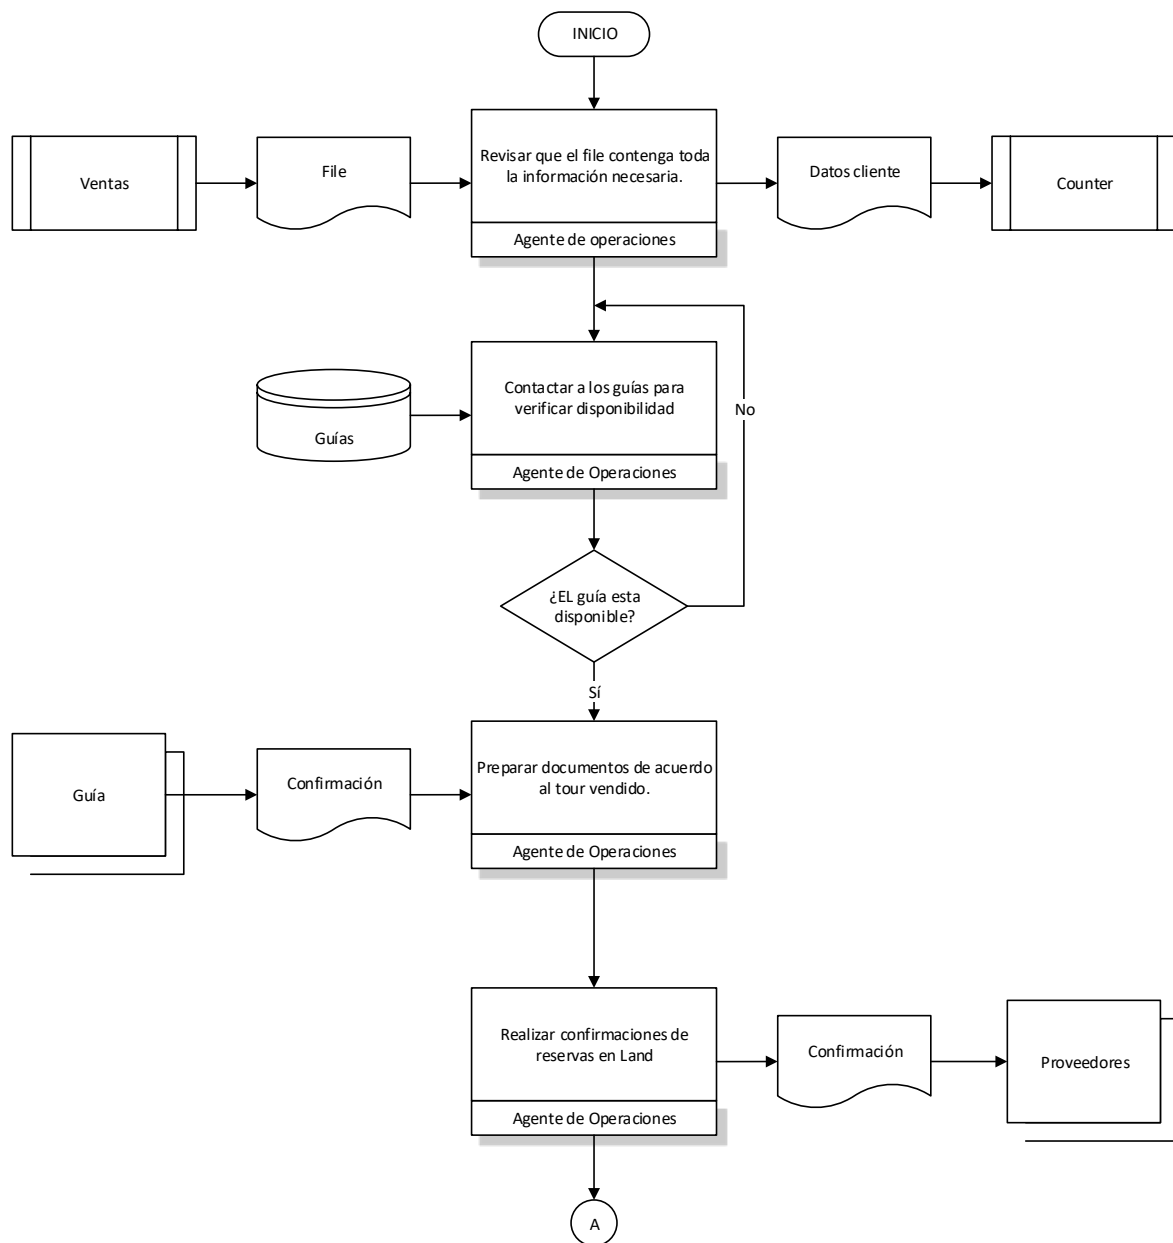 INICIO
Ventas
File
Revisar que el file contenga toda
la información necesaria.
Agente de operaciones
Datos cliente
Counter
Guías
Contactar a los guías para
verificar disponibilidad
Agente de Operaciones
No
¿EL guía esta
disponible?
Sí
Guía
Confirmación
Preparar documentos de acuerdo
al tour vendido.
Agente de Operaciones
Realizar confirmaciones de
reservas en Land
Agente de Operaciones
Confirmación
Proveedores
A